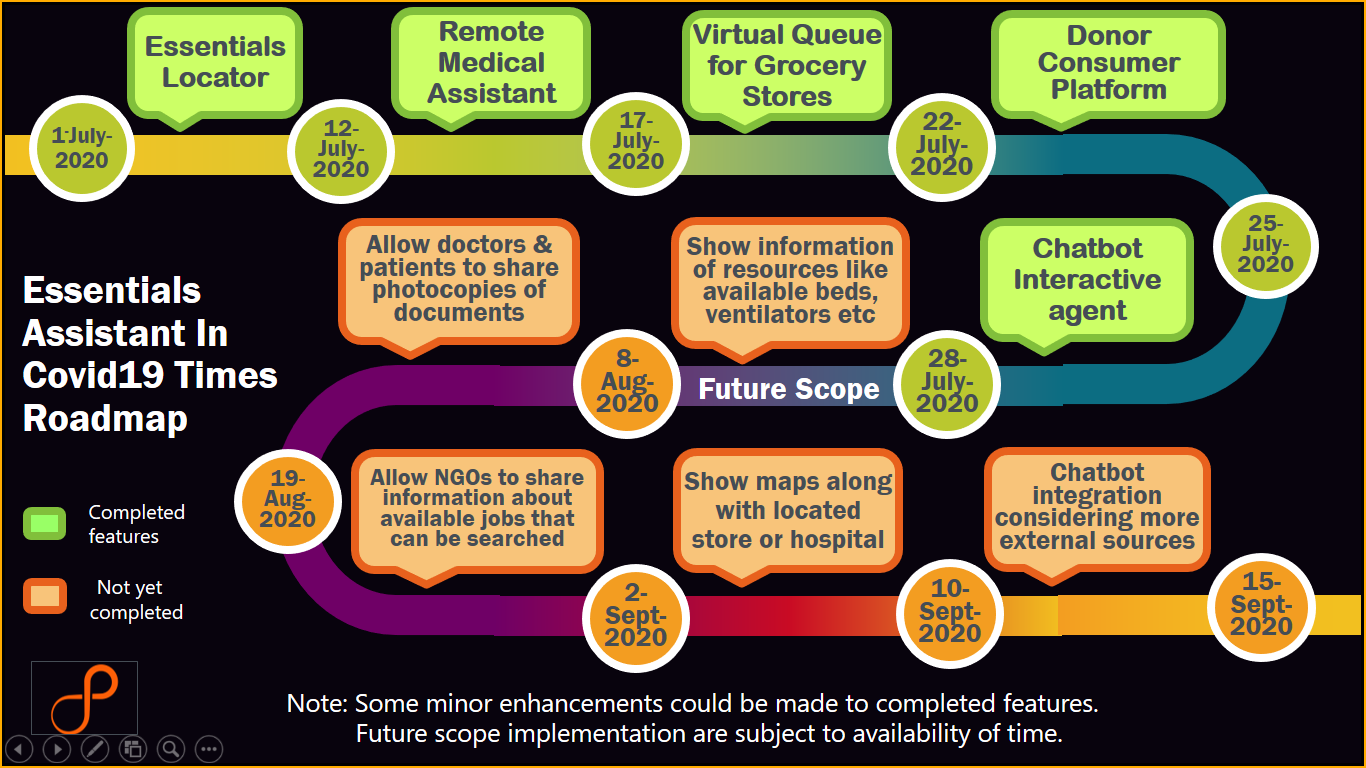 Essentials
Locator
Remote
Medical
Assistant
Virtual Queue
for Grocery
Stores
Donor
Consumer
Platform
1-July-
2020
12-
July-
2020
17-
July-
2020
22-
July-
2020
25-
July-
2020
Allow doctors &
patients to share
photocopies of
documents
Show information
of resources like
available beds,
ventilators etc
Chatbot
Interactive
agent
Essentials
Assistant In
Covid19 Times
Roadmap
8-
Aug-
2020
Future Scope
28-
July-
2020
19-
Aug-
2020
Allow NGOs to share
information about
available jobs that
can be searched
Show maps along
with located
store or hospital
Chatbot
integration
considering more
external sources
Completed
features
Not yet
completed
2-
Sept-
2020
10-
Sept-
2020
15-
Sept-
2020
Note: Some minor enhancements could be made to completed features.
Future scope implementation are subject to availability of time.